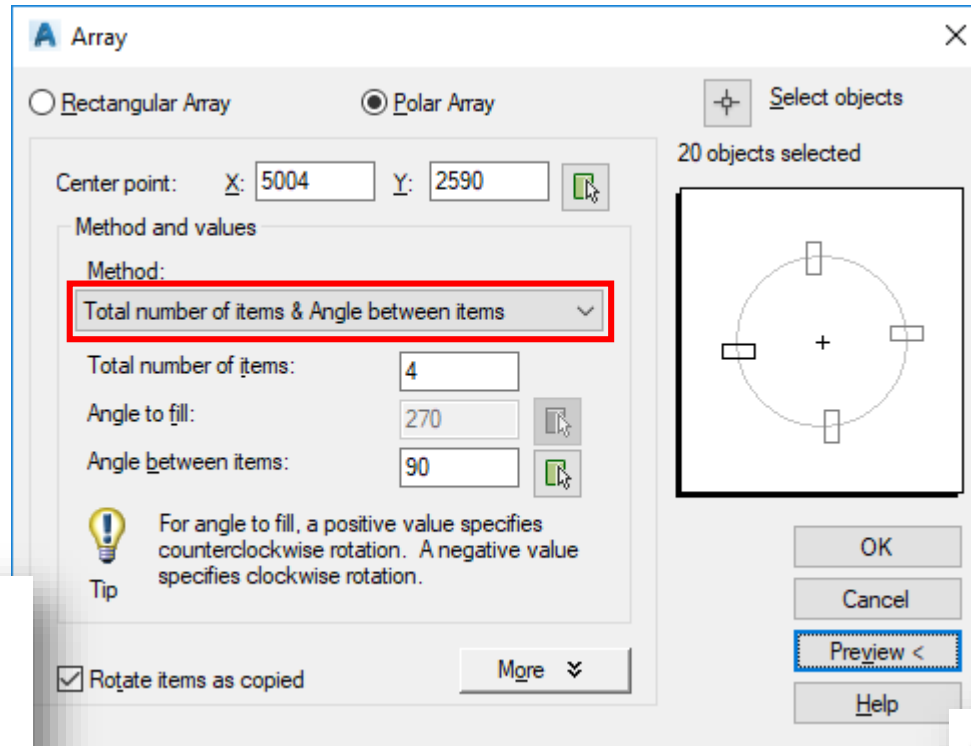 Array
Rectangular Array Polar Array Select objects
20 objects selected
Center point: X: 5004 Y: 2590
Method and values
Method:
Total number of items & Angle between items
Total number of items: 4
Angle to fill: 270
Angle between items: 90
For angle to fill, a positive value specifies
counterclockwise rotation. A negative value
specifies clockwise rotation.
Tip
OK
Cancel
Preview <
Help
Rotate items as copied
More